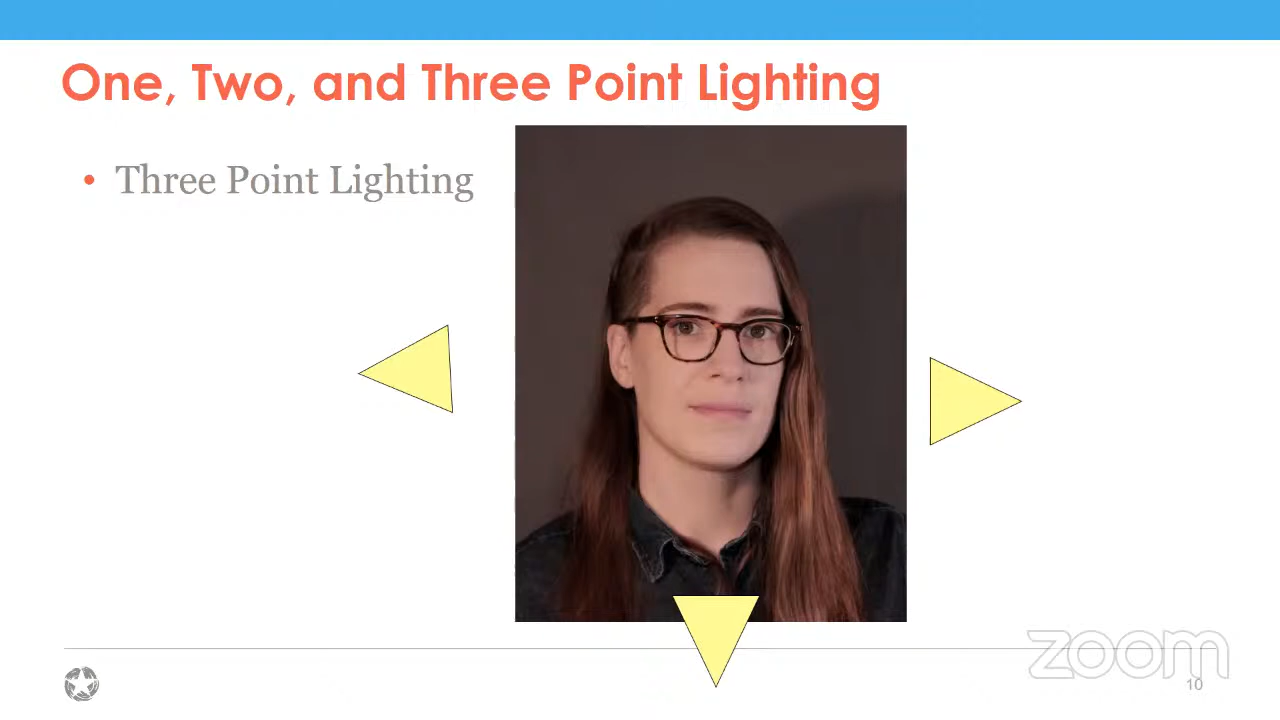 One, Two, and Three Point Lighting
• Three Point Lighting
zoom
10